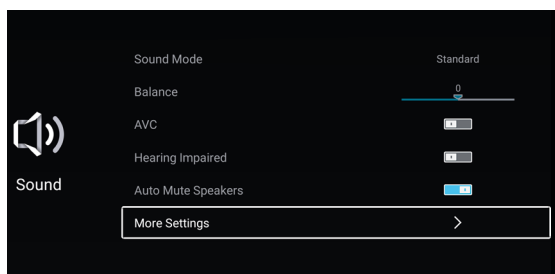 Sound Mode
Standard
Balance
0
AVC
Hearing Impaired
Sound
Auto Mute Speakers
More Settings